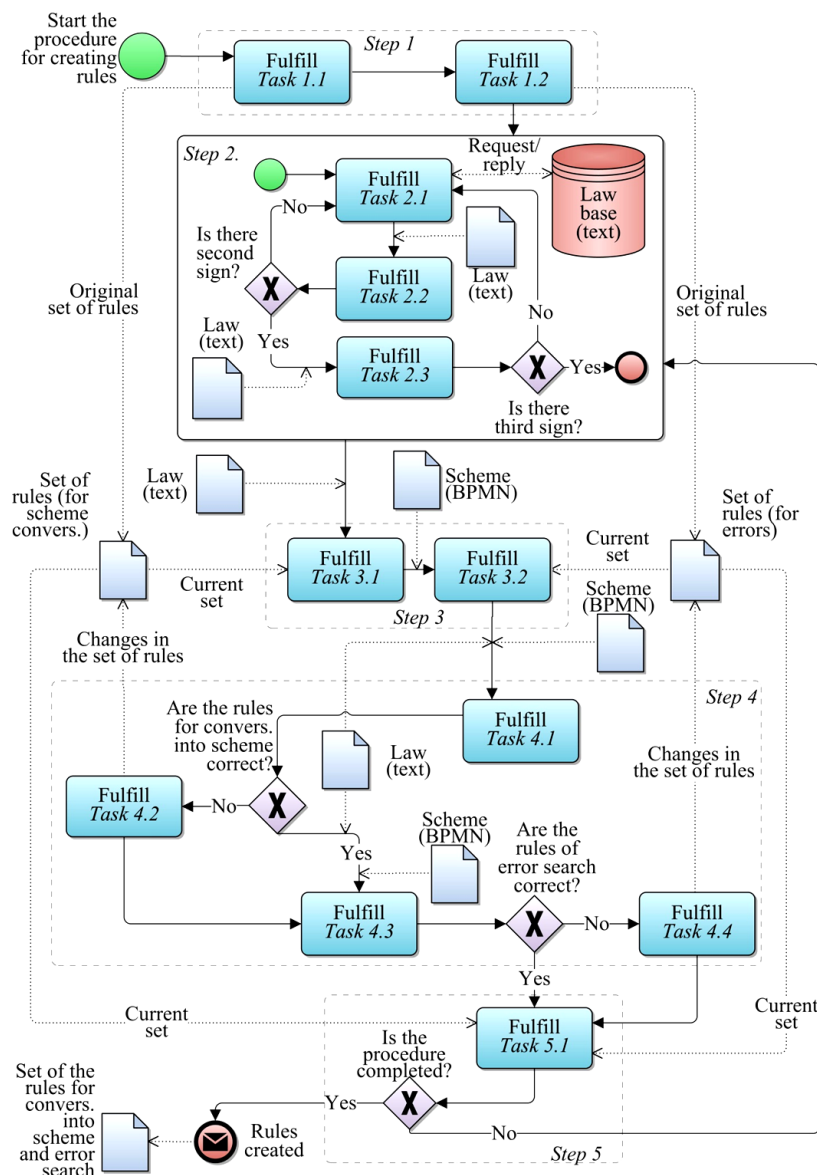 Start the
procedure
for creating
rules
Step 1
Fulfill
Task 1.1
Fulfill
Task 1.2
Step 2.
Request/
reply
Fulfill
Task 2.1
Law
base
(text)
No
Is there
second
sign?
Law
(text)
Fulfill
Task 2.2
Original
set of rules
Original
set of rules
No
Yes
Law
(text)
Fulfill
Task 2.3
Yes
Is there
third sign?
Law
(text)
Scheme
(BPMN)
Set of
rules (for
scheme
convers.)
Set of
rules (for
errors)
Current
set
Fulfill
Task 3.1
Fulfill
Task 3.2
Current
set
Step 3
Scheme
(BPMN)
Changes in
the set of rules
Step 4
Are the rules
for convers.
into scheme
correct?
Fulfill
Task 4.1
Law
(text)
Changes in
the set of rules
Fulfill
Task 4.2
No
Yes
Scheme
(BPMN)
Are the
rules of
error search
correct?
Fulfill
Task 4.3
No
Fulfill
Task 4.4
Yes
Current
set
Current
set
Fulfill
Task 5.1
Is the
procedure
completed?
Set of the
rules for
convers.
into
scheme
and error
search
Yes
Rules
created
No
Step 5